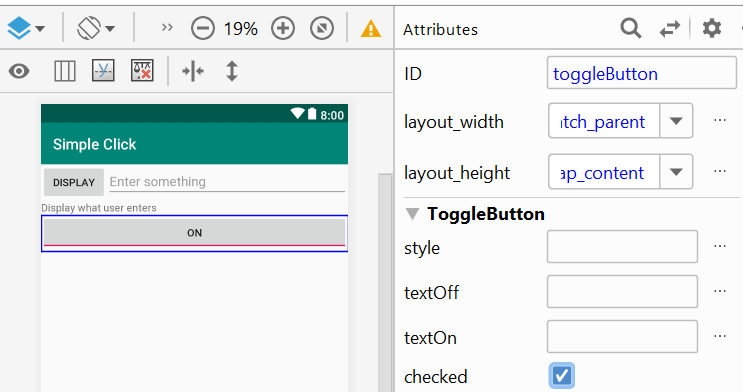 19%
Attributes
ID
toggleButton
layout_width
atch_parent
layout_height
ap_content
ToggleButton
style
textOff
textOn
checked
8:00
Simple Click
DISPLAY
Enter something
Display what user enters
ON